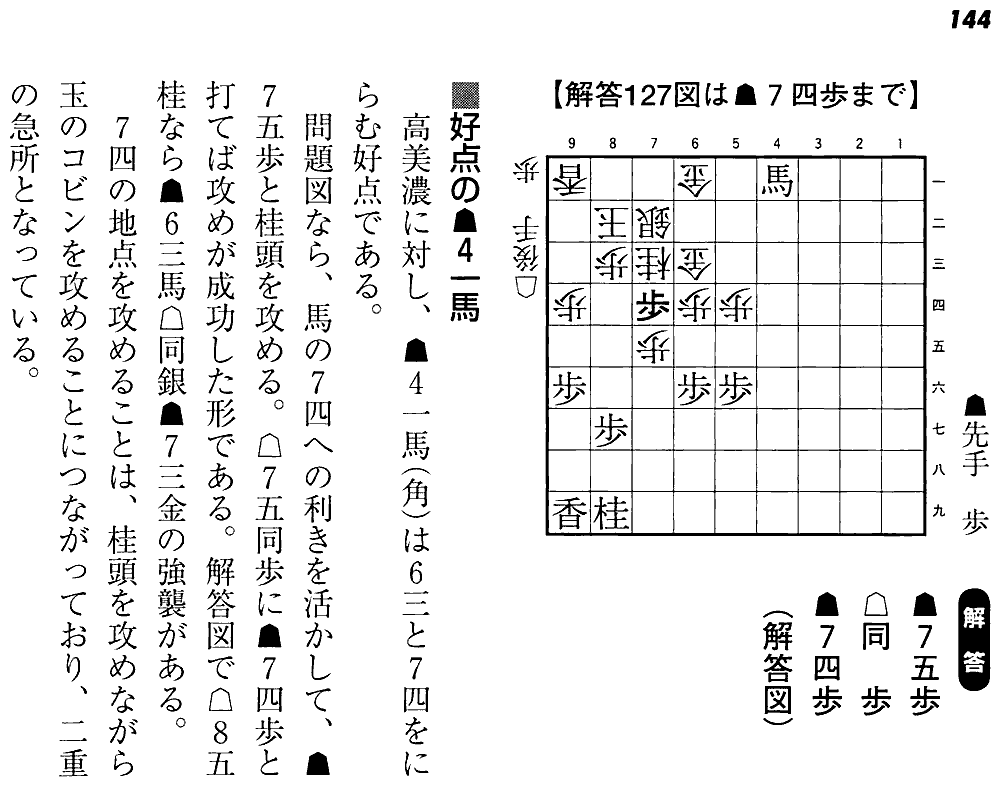 144
【解答127図は☗7四歩まで】
9 8 7 6 5 4 3 2 1
香 金 馬 一
王 銀 二
歩 桂 金 三
歩 歩 歩 歩 四
歩 五
歩 歩 歩 六
歩 七
八
香 桂 九
☖後手 歩
☗先手 歩
解答
☗7五歩
☖同 歩
☗7四歩
(解答図)
■好点の☗4一馬
高美濃に対し、☗4一馬(角)は6三と7四をに
らむ好点である。
問題図なら、馬の7四への利きを活かして、☗
7五歩と桂頭を攻める。☖7五同歩に☗7四歩と
打てば攻めが成功した形である。解答図で☖8五
桂なら☗6三馬☖同銀☗7三金の強襲がある。
7四の地点を攻めることは、桂頭を攻めながら
玉のコビンを攻めることにつながっており、二重
の急所となっている。